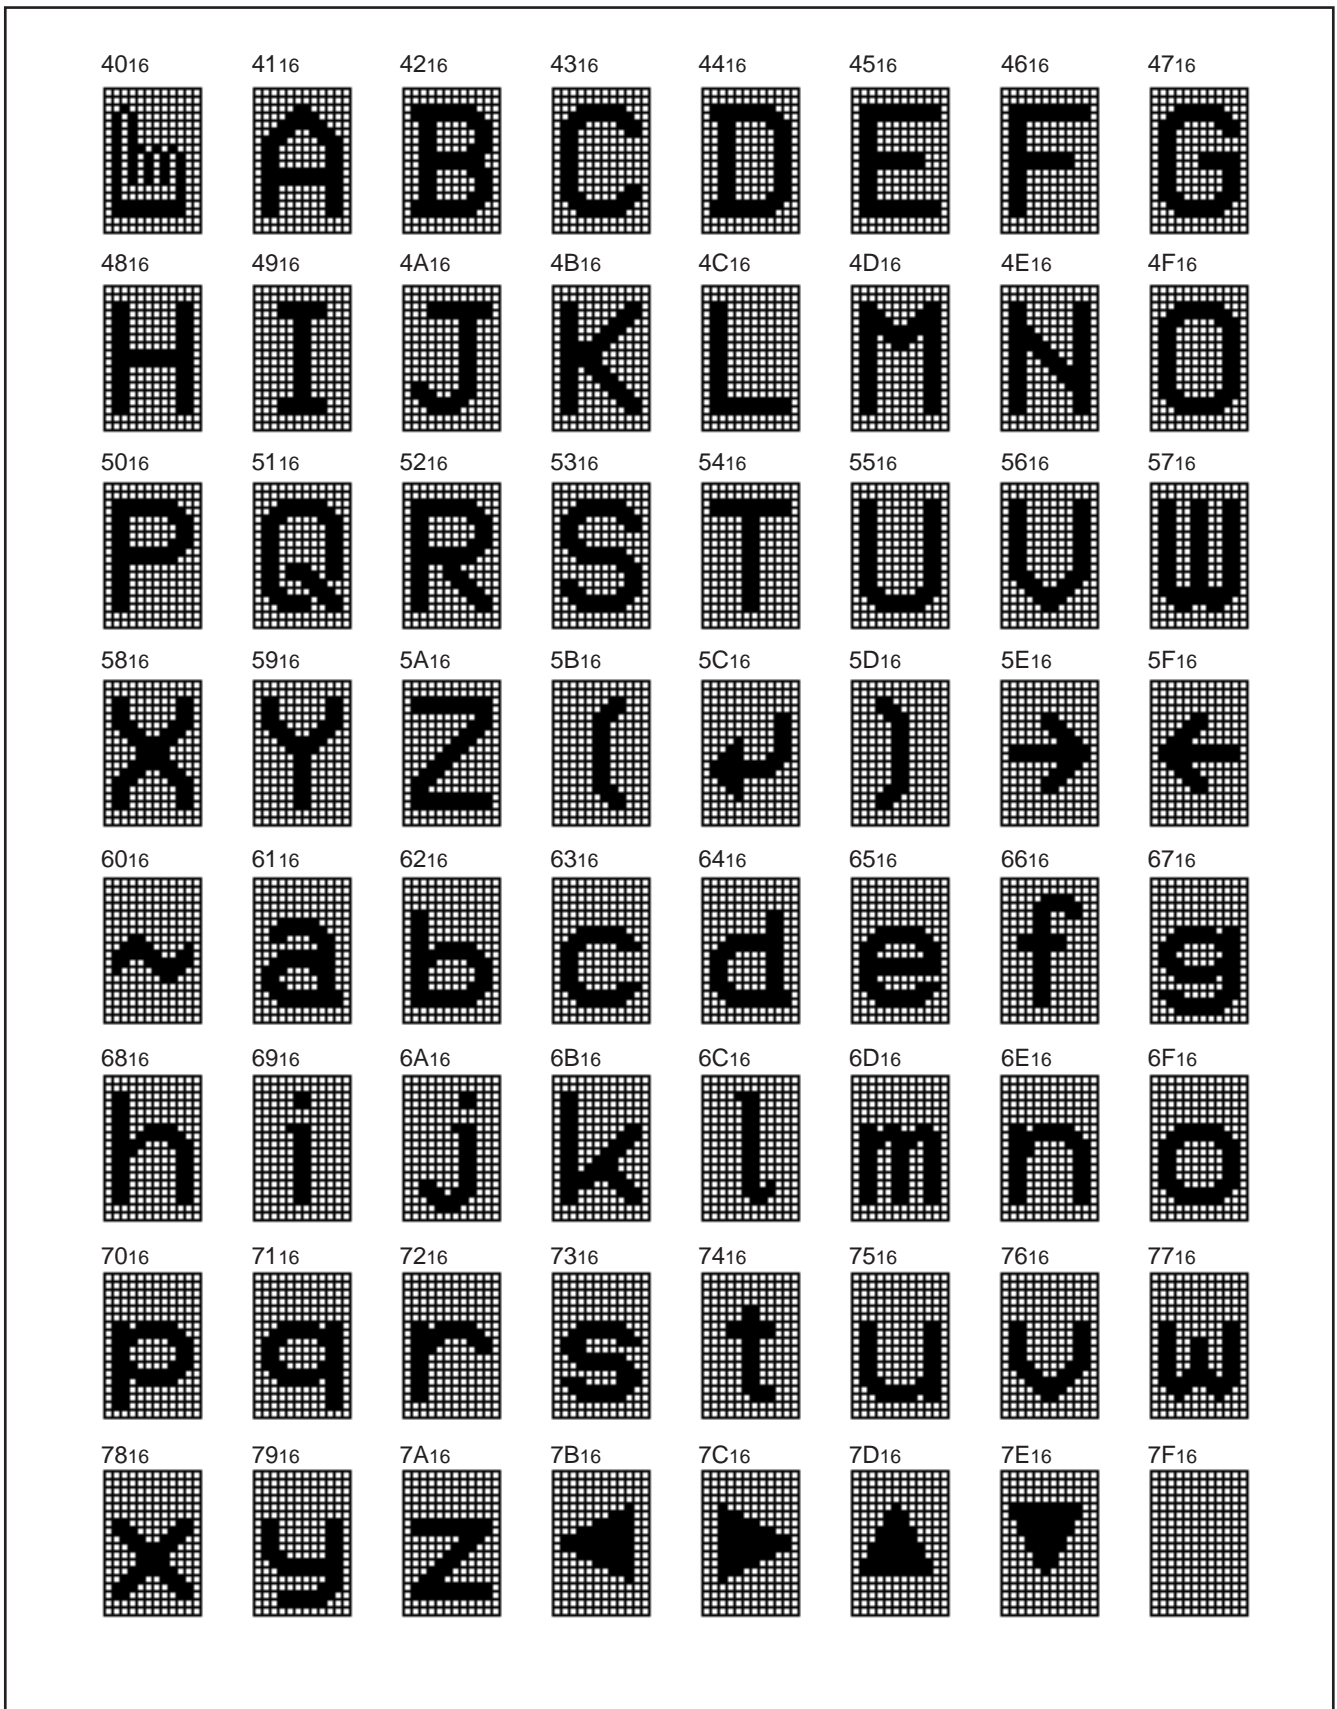 4016 4116 4216 4316 4416 4516 4616 4716
A B C D E F G
4816 4916 4A16 4B16 4C16 4D16 4E16 4F16
H I J K L M N O
5016 5116 5216 5316 5416 5516 5616 5716
P Q R S T U V W
5816 5916 5A16 5B16 5C16 5D16 5E16 5F16
X Y Z ( ↲ ) → ←
6016 6116 6216 6316 6416 6516 6616 6716
~ a b c d e f g
6816 6916 6A16 6B16 6C16 6D16 6E16 6F16
h i j k l m n o
7016 7116 7216 7316 7416 7516 7616 7716
p q r s t u v w
7816 7916 7A16 7B16 7C16 7D16 7E16 7F16
x y z ◀ ▶ ▲ ▼